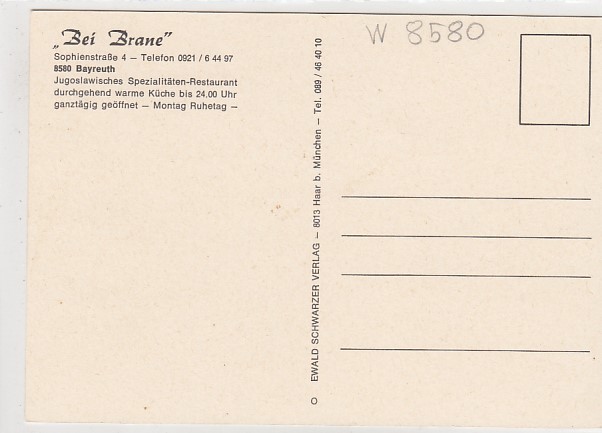 „Bei Brane”
Sophienstraße 4 — Telefon 0921 / 6 44 97
8580 Bayreuth
Jugoslawisches Spezialitäten-Restaurant
durchgehend warme Küche bis 24.00 Uhr
ganztägig geöffnet — Montag Ruhetag —
W 8580
O EWALD SCHWARZER VERLAG — 8013 Haar b. München — Tel. 089 / 46 40 10